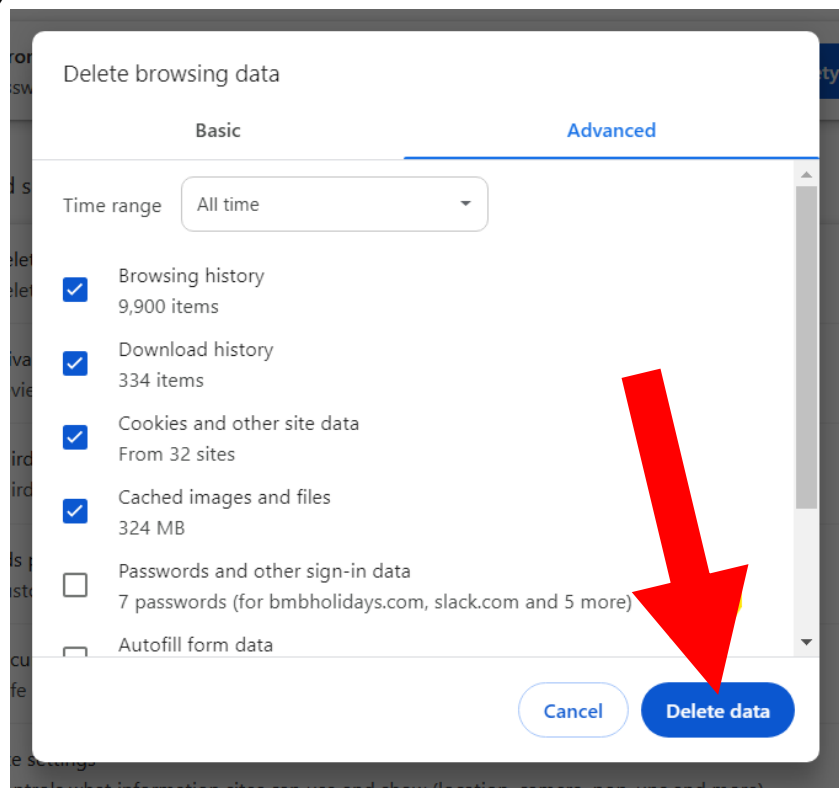 Delete browsing data
Basic
Advanced
Time range
All time
Browsing history
9,900 items
Download history
334 items
Cookies and other site data
From 32 sites
Cached images and files
324 MB
Passwords and other sign-in data
7 passwords (for bmbholidays.com, slack.com and 5 more)
Autofill form data
Cancel
Delete data